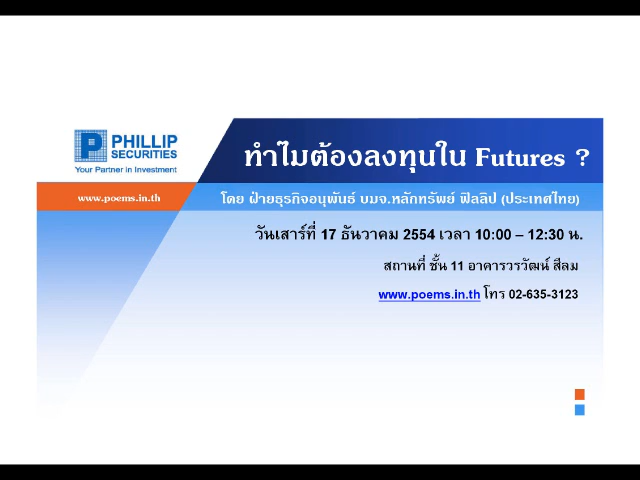 PHILLIP
SECURITIES
Your Partner in Investment
ทำไมต้องลงทุนใน Futures ?
www.poems.in.th
โดย ฝ่ายธุรกิจอนุพันธ์ บมจ.หลักทรัพย์ ฟิลลิป (ประเทศไทย)
วันเสาร์ที่ 17 ธันวาคม 2554 เวลา 10:00 – 12:30 น.
สถานที่ ชั้น 11 อาคารวรวัฒน์ สีลม
www.poems.in.th โทร 02-635-3123